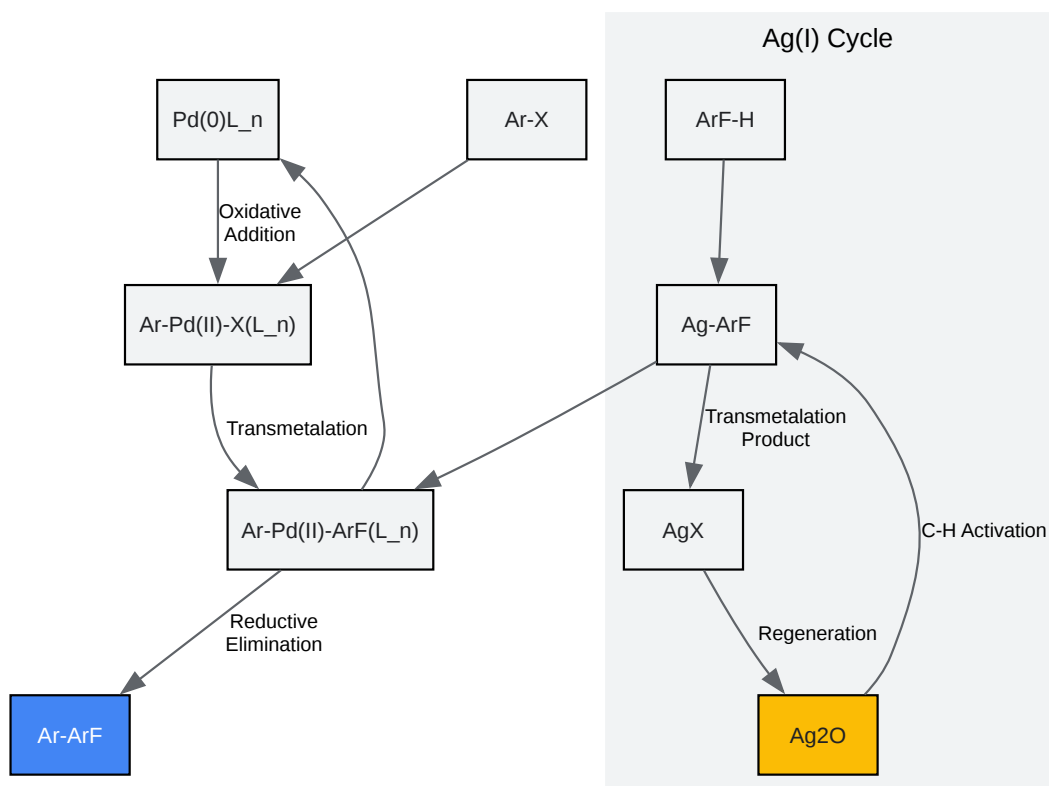 Ag(I) Cycle
Pd(0)L_n
Ar-X
ArF-H
Oxidative
Addition
Ar-Pd(II)-X(L_n)
Ag-ArF
Transmetalation
Transmetalation
Product
Ar-Pd(II)-ArF(L_n)
AgX
C-H Activation
Reductive
Elimination
Regeneration
Ar-ArF
Ag2O